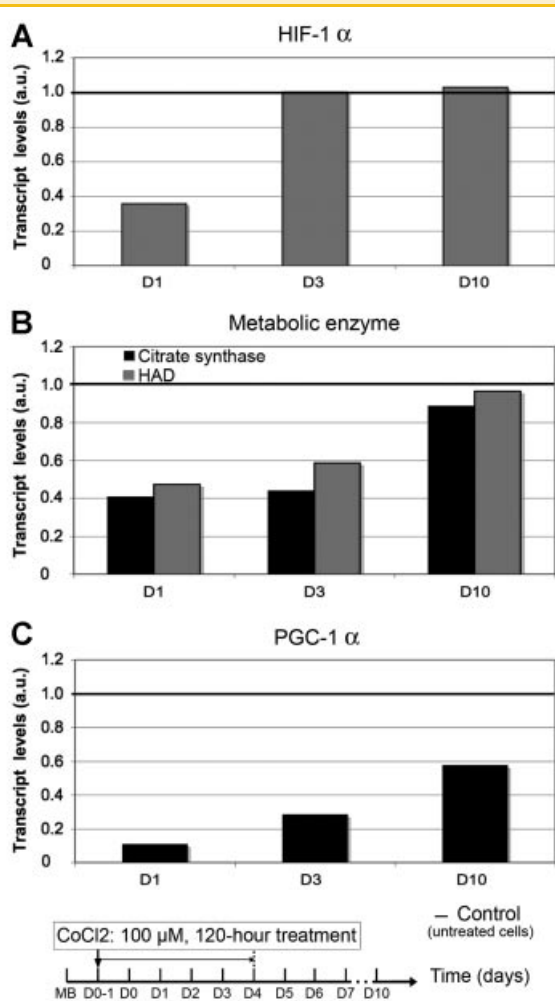 A
HIF-1 α
Transcript levels (a.u.)
1.2
1.0
0.8
0.6
0.4
0.2
0
D1 D3 D10
B
Metabolic enzyme
Transcript levels (a.u.)
1.2
1.0
0.8
0.6
0.4
0.2
0
Citrate synthase
HAD
D1 D3 D10
C
PGC-1 α
Transcript levels (a.u.)
1.2
1.0
0.8
0.6
0.4
0.2
0
D1 D3 D10
CoCl2: 100 µM, 120-hour treatment
– Control
(untreated cells)
MB D0-1 D0 D1 D2 D3 D4 D5 D6 D7 D10
Time (days)